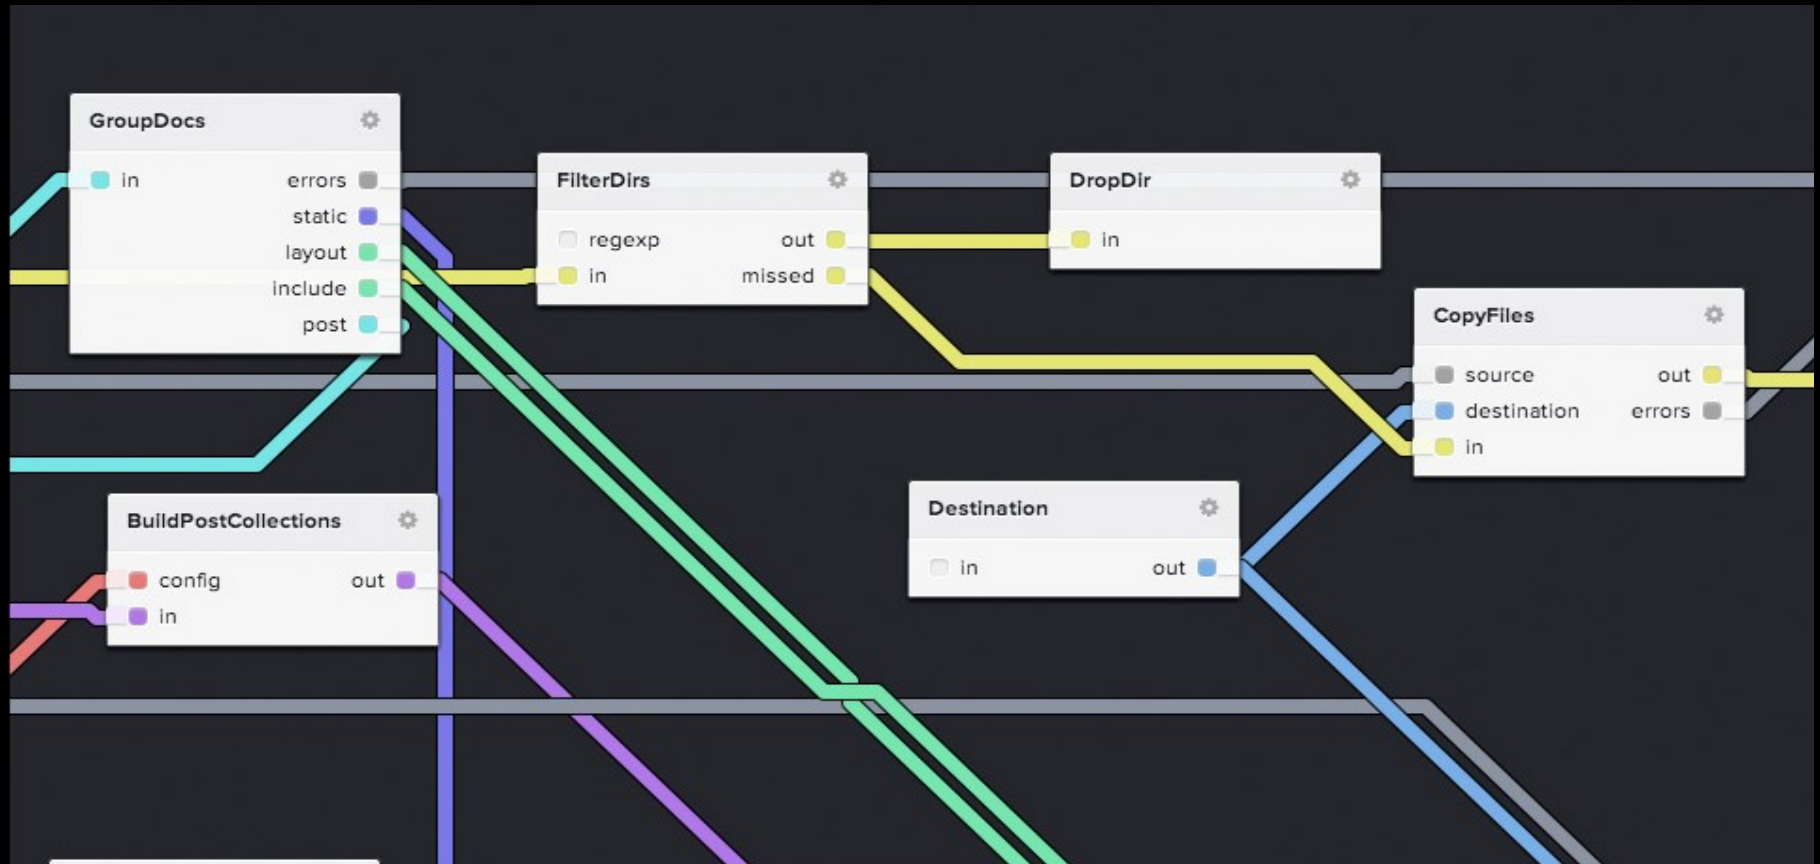 GroupDocs
in errors
static
layout
include
post
FilterDirs
regexp out
in missed
DropDir
in
CopyFiles
source out
destination errors
in
Destination
in out
BuildPostCollections
config out
in